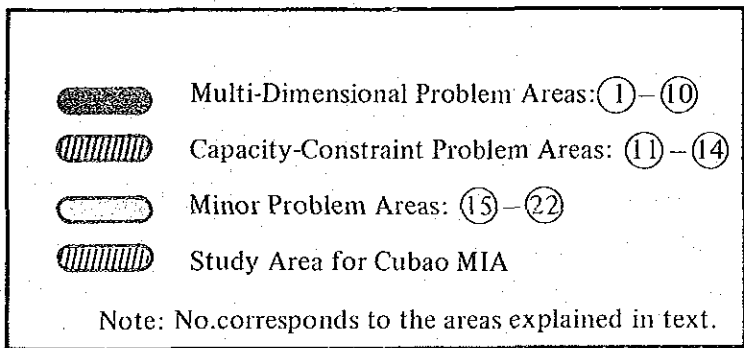 Multi-Dimensional Problem Areas: ①–⑩
Capacity-Constraint Problem Areas: ⑪–⑭
Minor Problem Areas: ⑮–㉒
Study Area for Cubao MIA
Note: No.corresponds to the areas explained in text.